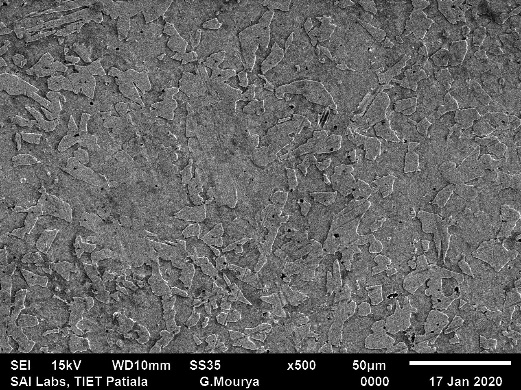 SEI 15kV WD10mm SS35 x500 50µm
SAI Labs, TIET Patiala G.Mourya 0000 17 Jan 2020